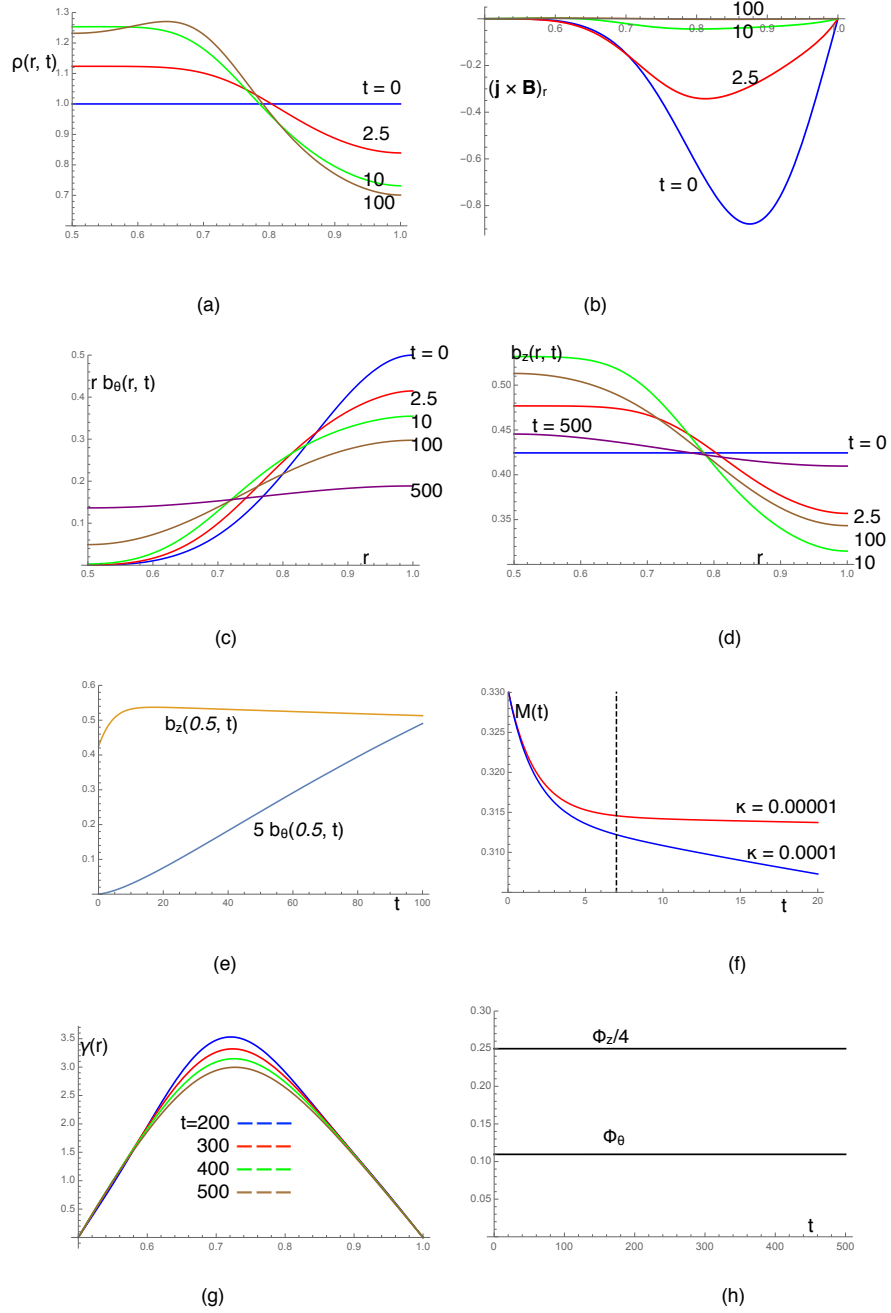 1.3
1.2
1.1
1.0
0.9
0.8
0.7
ρ(r, t)
t = 0
2.5
10
100
0.5 0.6 0.7 0.8 0.9 1.0
(a)
100
0.6 0.7 0.8 0.9 1.0
10
2.5
t = 0
(j × B)r
−0.2
−0.4
−0.6
−0.8
(b)
0.5
0.4
0.3
0.2
0.1
r bθ(r, t)
t = 0
2.5
10
100
500
r
0.5 0.6 0.7 0.8 0.9 1.0
(c)
bz(r, t)
0.50
0.45
0.40
0.35
t = 500
t = 0
2.5
100
10
r
0.5 0.6 0.7 0.8 0.9 1.0
(d)
0.6
0.5
0.4
0.3
0.2
0.1
bz(0.5, t)
5 bθ(0.5, t)
0 20 40 60 80 100
t
(e)
0.330
0.325
0.320
0.315
0.310
M(t)
κ = 0.00001
κ = 0.0001
0 5 10 15 20
t
(f)
3.5
3.0
2.5
2.0
1.5
1.0
0.5
γ(r)
t=200
300
400
500
0.6 0.7 0.8 0.9 1.0
(g)
0.30
0.25
0.20
0.15
0.10
0.05
Φz/4
Φθ
t
0 100 200 300 400 500
(h)